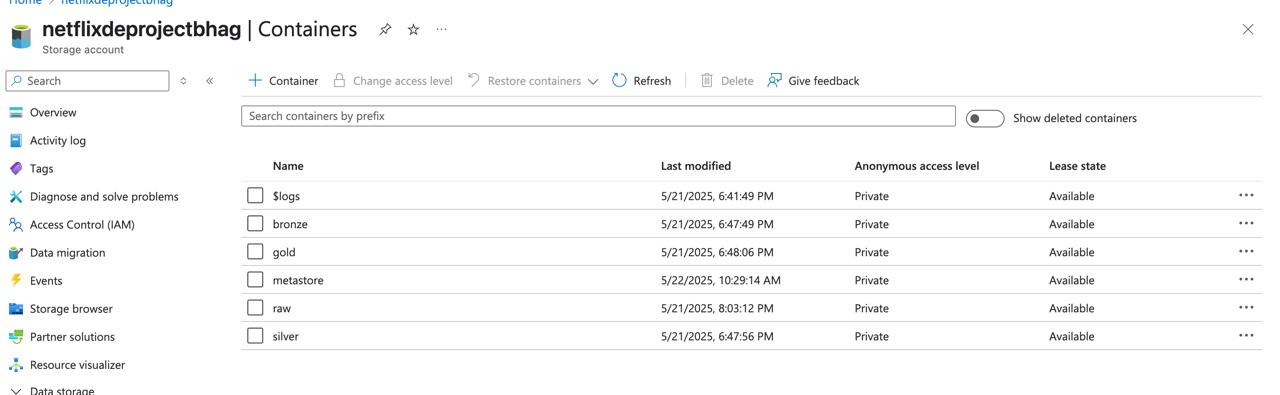 Home > netflixdeprojectbhag
netflixdeprojectbhag | Containers
Storage account
Search
Container
Change access level
Restore containers
Refresh
Delete
Give feedback
Search containers by prefix
Show deleted containers
Overview
Activity log
Tags
Diagnose and solve problems
Access Control (IAM)
Data migration
Events
Storage browser
Partner solutions
Resource visualizer
Data storage
Name Last modified Anonymous access level Lease state
$logs 5/21/2025, 6:41:49 PM Private Available
bronze 5/21/2025, 6:47:49 PM Private Available
gold 5/21/2025, 6:48:06 PM Private Available
metastore 5/22/2025, 10:29:14 AM Private Available
raw 5/21/2025, 8:03:12 PM Private Available
silver 5/21/2025, 6:47:56 PM Private Available